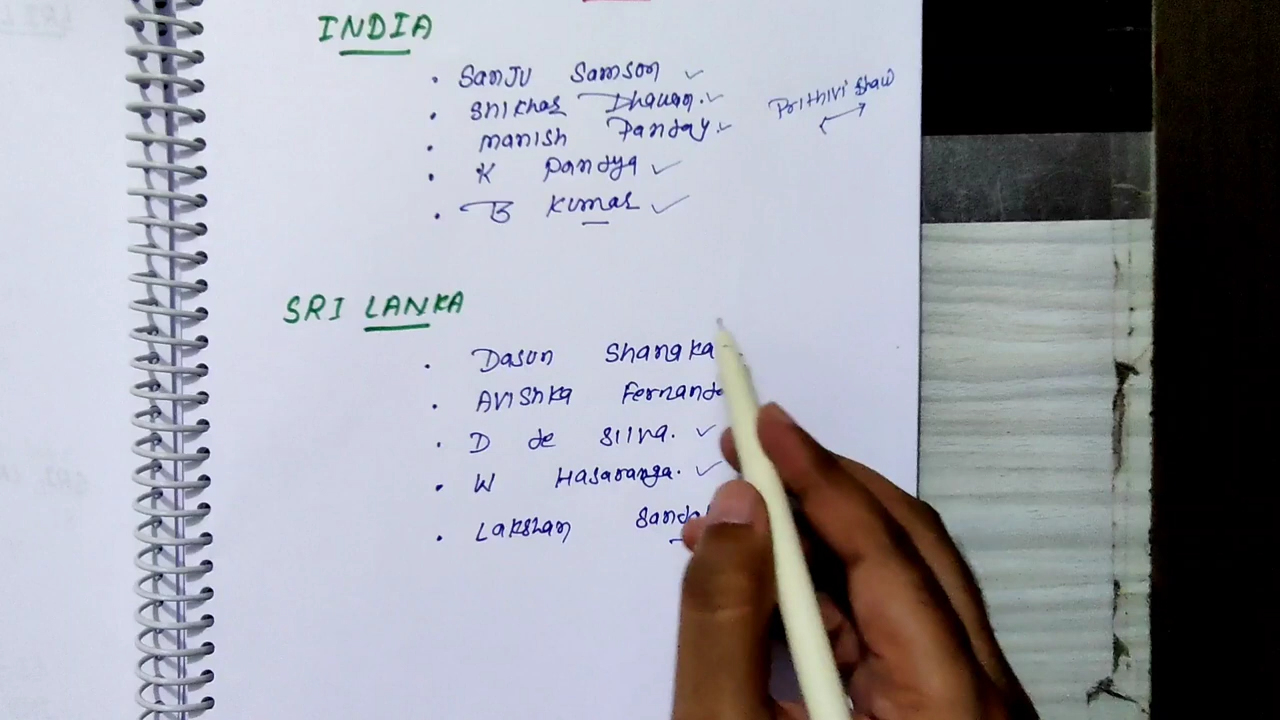 INDIA
• SanJU Samson ✓
• Shikhar Dhawan. ✓
Prithivi Shaw
• manish Panday. ✓
• K Pandya ✓
• B Kumar ✓
SRI LANKA
• Dasun Shanaka
• AVIShka Fernando
• D de SIlva. ✓
• W Hasaranga. ✓
• Lakshan